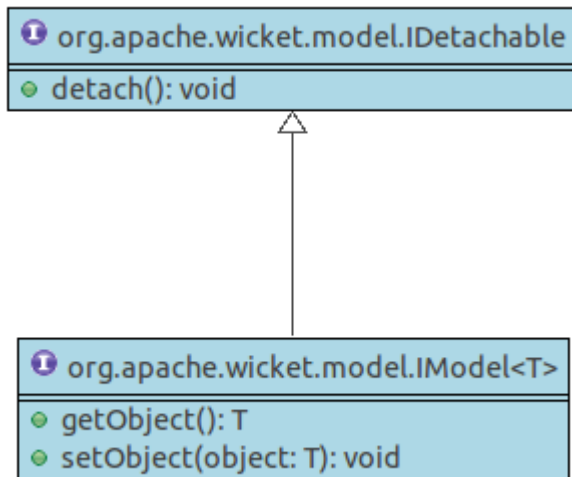 I org.apache.wicket.model.IDetachable
detach(): void
I org.apache.wicket.model.IModel<T>
getObject(): T
setObject(object: T): void